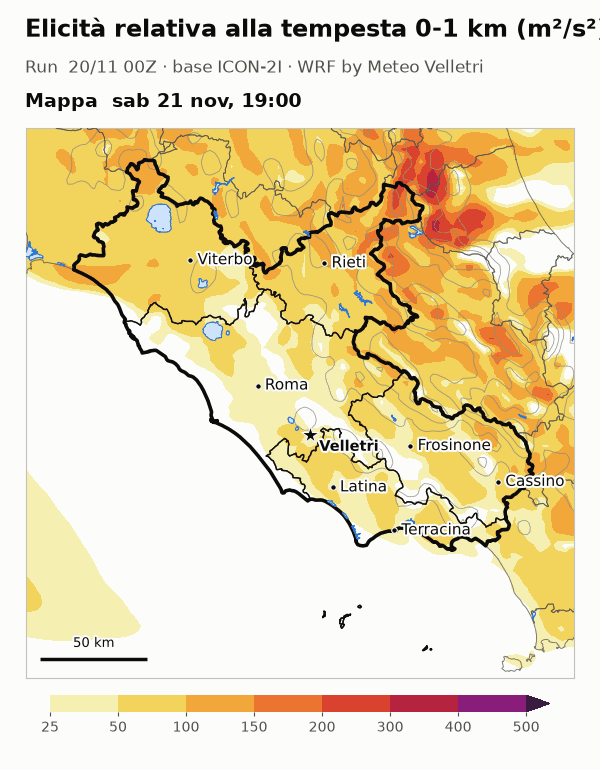 Elicità relativa alla tempesta 0-1 km (m²/s²)
Run 20/11 00Z · base ICON-2I · WRF by Meteo Velletri
Mappa sab 21 nov, 19:00
Viterbo
Rieti
Roma
Velletri
Frosinone
Cassino
Latina
Terracina
50 km
25 50 100 150 200 300 400 500